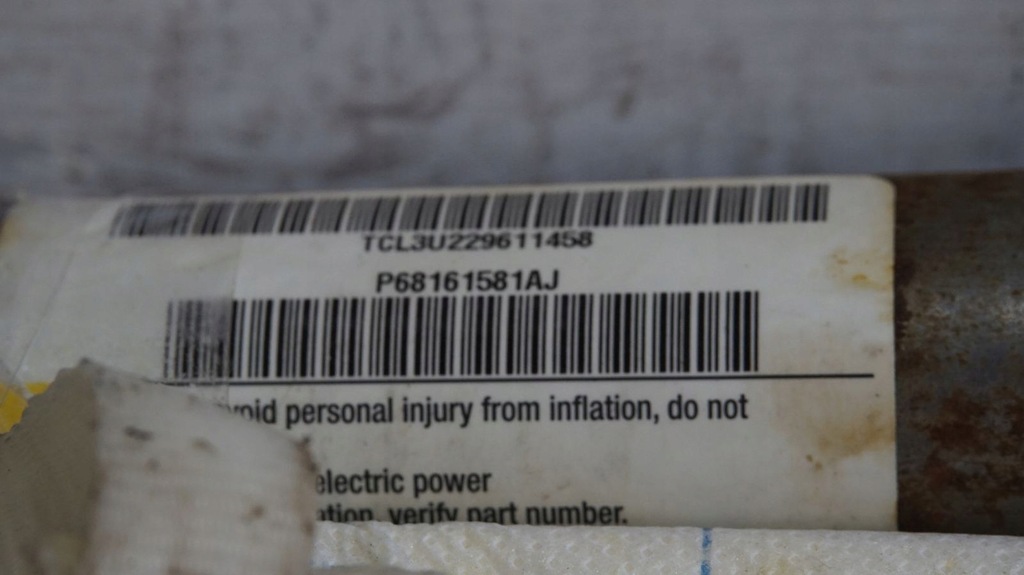 TCL3U229611458
P68161581AJ
personal injury from inflation, do not
electric power
verify part number.